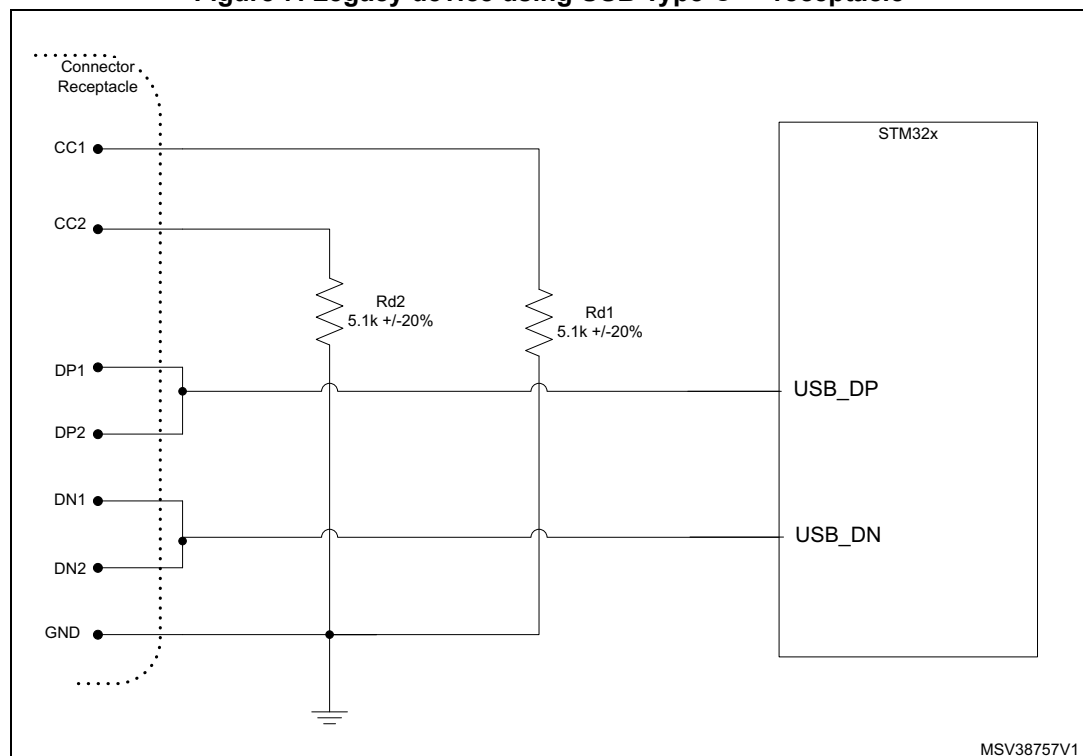 Connector
Receptacle
STM32x
CC1
CC2
Rd2
5.1k +/-20%
Rd1
5.1k +/-20%
DP1
USB_DP
DP2
DN1
USB_DN
DN2
GND
MSV38757V1